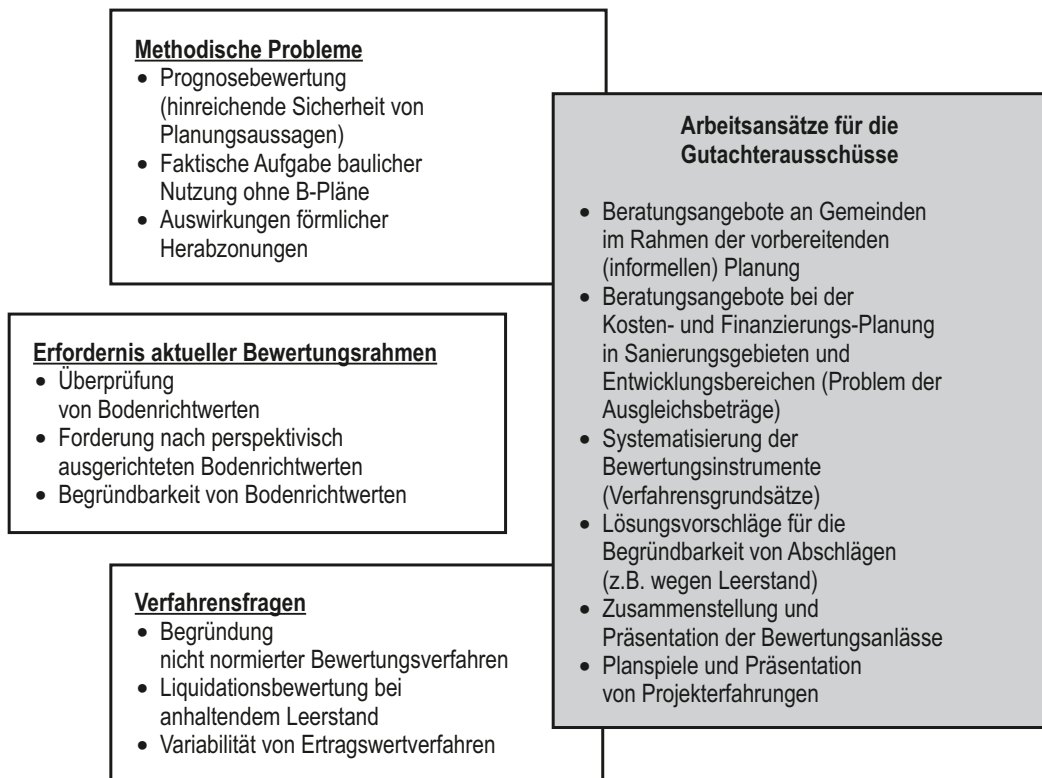 Methodische Probleme
• Prognosebewertung
(hinreichende Sicherheit von
Planungsaussagen)
• Faktische Aufgabe baulicher
Nutzung ohne B-Pläne
• Auswirkungen förmlicher
Herabzonungen
Erfordernis aktueller Bewertungsrahmen
• Überprüfung
von Bodenrichtwerten
• Forderung nach perspektivisch
ausgerichteten Bodenrichtwerten
• Begründbarkeit von Bodenrichtwerten
Verfahrensfragen
• Begründung
nicht normierter Bewertungsverfahren
• Liquidationsbewertung bei
anhaltendem Leerstand
• Variabilität von Ertragswertverfahren
Arbeitsansätze für die
Gutachterausschüsse
• Beratungsangebote an Gemeinden
im Rahmen der vorbereitenden
(informellen) Planung
• Beratungsangebote bei der
Kosten- und Finanzierungs-Planung
in Sanierungsgebieten und
Entwicklungsbereichen (Problem der
Ausgleichsbeträge)
• Systematisierung der
Bewertungsinstrumente
(Verfahrensgrundsätze)
• Lösungsvorschläge für die
Begründbarkeit von Abschlägen
(z.B. wegen Leerstand)
• Zusammenstellung und
Präsentation der Bewertungsanlässe
• Planspiele und Präsentation
von Projekterfahrungen